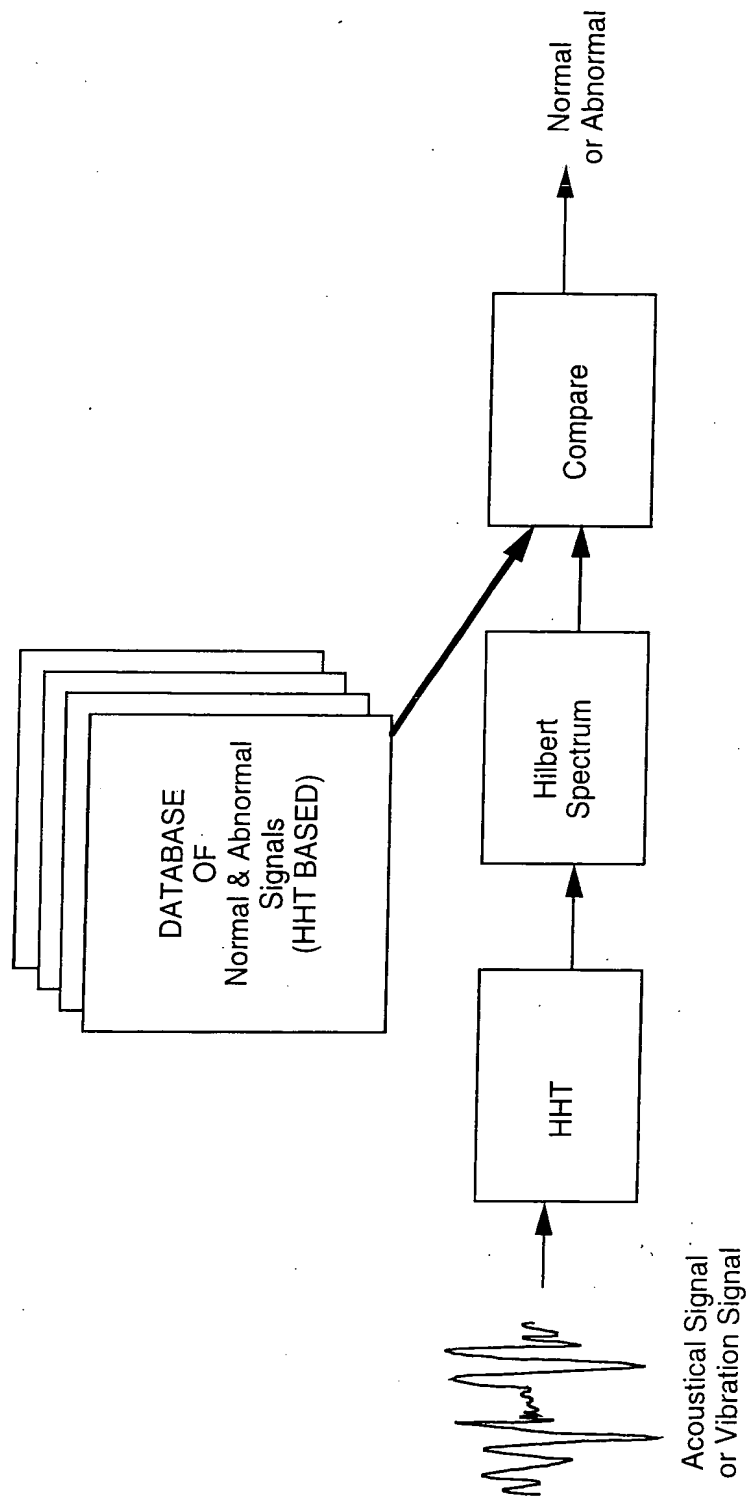 DATABASE
OF
Normal & Abnormal
Signals
(HHT BASED)
Acoustical Signal
or Vibration Signal
HHT
Hilbert
Spectrum
Compare
Normal
or Abnormal